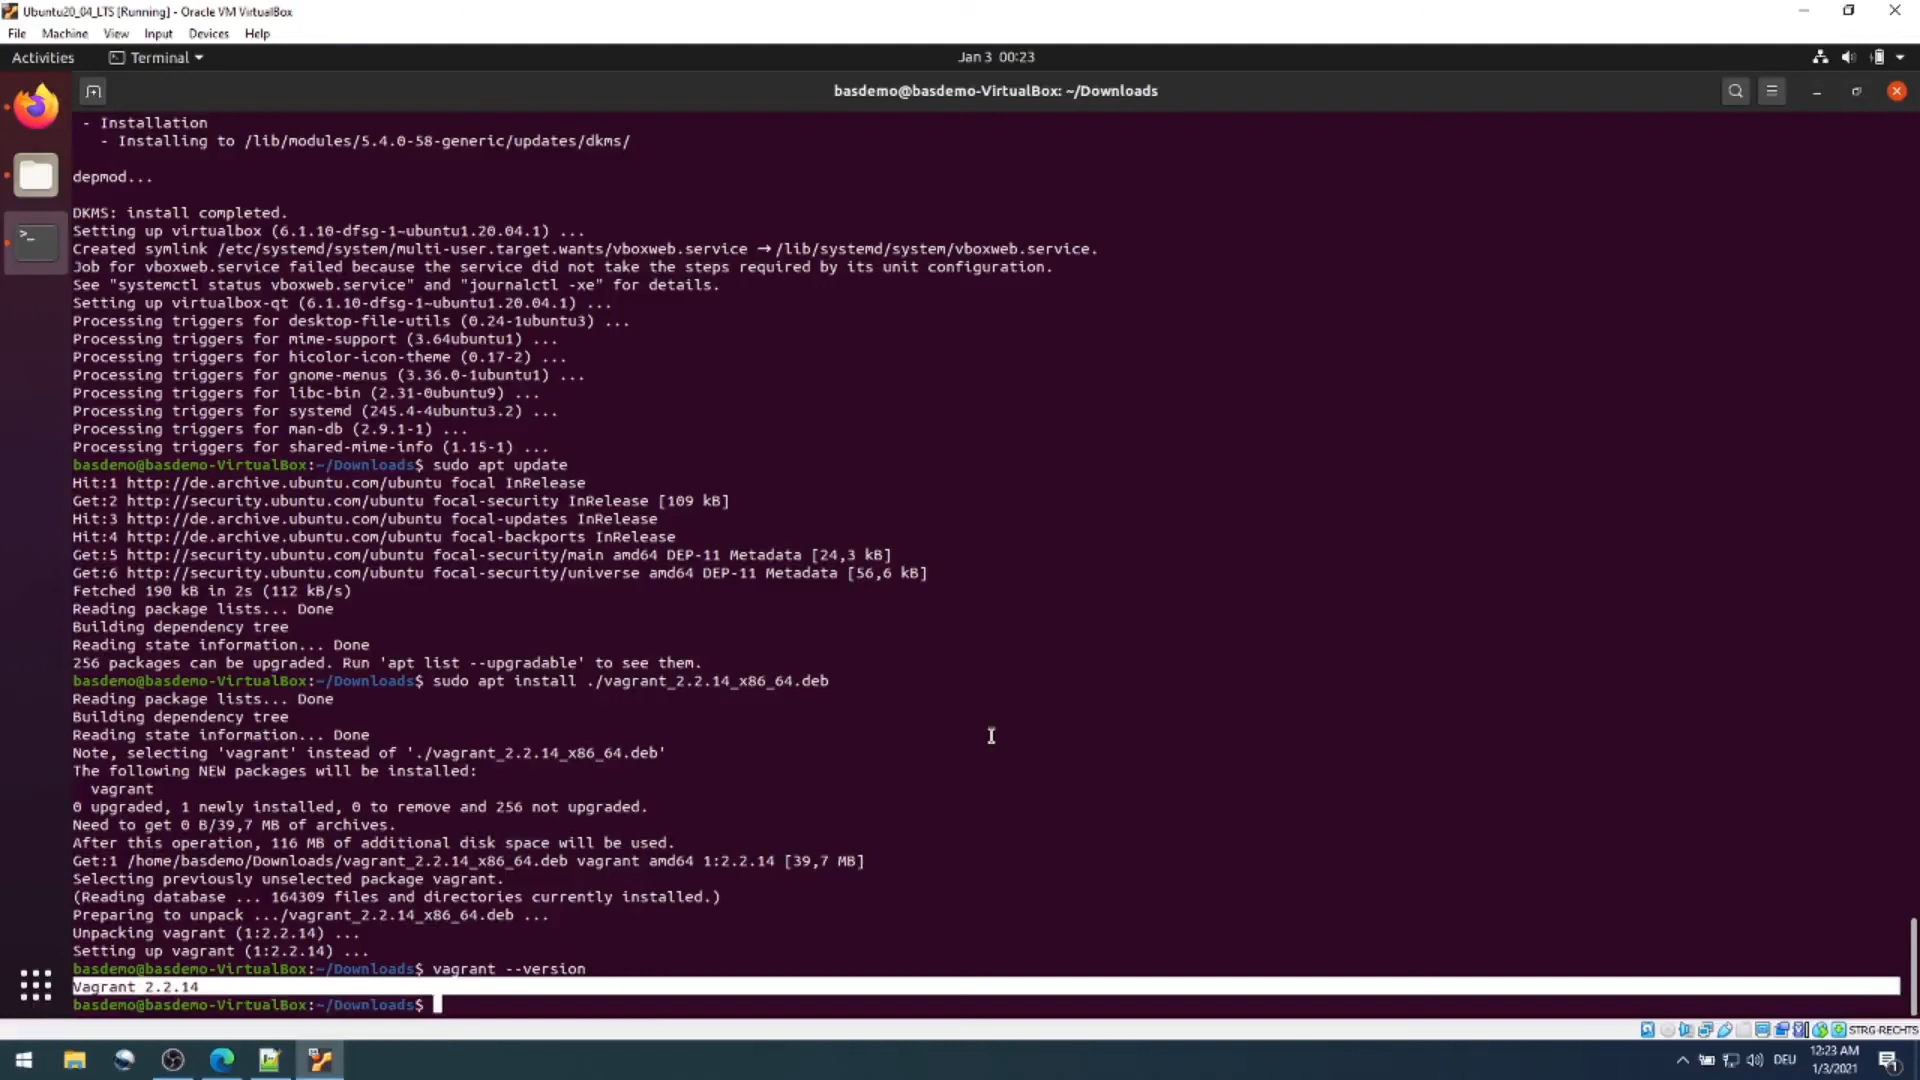 Ubuntu20_04_LTS [Running] - Oracle VM VirtualBox
File Machine View Input Devices Help
Activities Terminal Jan 3 00:23
basdemo@basdemo-VirtualBox: ~/Downloads
- Installation
- Installing to /lib/modules/5.4.0-58-generic/updates/dkms/
depmod...
DKMS: install completed.
Setting up virtualbox (6.1.10-dfsg-1~ubuntu1.20.04.1) ...
Created symlink /etc/systemd/system/multi-user.target.wants/vboxweb.service → /lib/systemd/system/vboxweb.service.
Job for vboxweb.service failed because the service did not take the steps required by its unit configuration.
See "systemctl status vboxweb.service" and "journalctl -xe" for details.
Setting up virtualbox-qt (6.1.10-dfsg-1~ubuntu1.20.04.1) ...
Processing triggers for desktop-file-utils (0.24-1ubuntu3) ...
Processing triggers for mime-support (3.64ubuntu1) ...
Processing triggers for hicolor-icon-theme (0.17-2) ...
Processing triggers for gnome-menus (3.36.0-1ubuntu1) ...
Processing triggers for libc-bin (2.31-0ubuntu9) ...
Processing triggers for systemd (245.4-4ubuntu3.2) ...
Processing triggers for man-db (2.9.1-1) ...
Processing triggers for shared-mime-info (1.15-1) ...
basdemo@basdemo-VirtualBox:~/Downloads$ sudo apt update
Hit:1 http://de.archive.ubuntu.com/ubuntu focal InRelease
Get:2 http://security.ubuntu.com/ubuntu focal-security InRelease [109 kB]
Hit:3 http://de.archive.ubuntu.com/ubuntu focal-updates InRelease
Hit:4 http://de.archive.ubuntu.com/ubuntu focal-backports InRelease
Get:5 http://security.ubuntu.com/ubuntu focal-security/main amd64 DEP-11 Metadata [24,3 kB]
Get:6 http://security.ubuntu.com/ubuntu focal-security/universe amd64 DEP-11 Metadata [56,6 kB]
Fetched 190 kB in 2s (112 kB/s)
Reading package lists... Done
Building dependency tree
Reading state information... Done
256 packages can be upgraded. Run 'apt list --upgradable' to see them.
basdemo@basdemo-VirtualBox:~/Downloads$ sudo apt install ./vagrant_2.2.14_x86_64.deb
Reading package lists... Done
Building dependency tree
Reading state information... Done
Note, selecting 'vagrant' instead of './vagrant_2.2.14_x86_64.deb'
The following NEW packages will be installed:
vagrant
0 upgraded, 1 newly installed, 0 to remove and 256 not upgraded.
Need to get 0 B/39,7 MB of archives.
After this operation, 116 MB of additional disk space will be used.
Get:1 /home/basdemo/Downloads/vagrant_2.2.14_x86_64.deb vagrant amd64 1:2.2.14 [39,7 MB]
Selecting previously unselected package vagrant.
(Reading database ... 164309 files and directories currently installed.)
Preparing to unpack .../vagrant_2.2.14_x86_64.deb ...
Unpacking vagrant (1:2.2.14) ...
Setting up vagrant (1:2.2.14) ...
basdemo@basdemo-VirtualBox:~/Downloads$ vagrant --version
Vagrant 2.2.14
basdemo@basdemo-VirtualBox:~/Downloads$
STRG-RECHTS
DEU
12:23 AM
1/3/2021